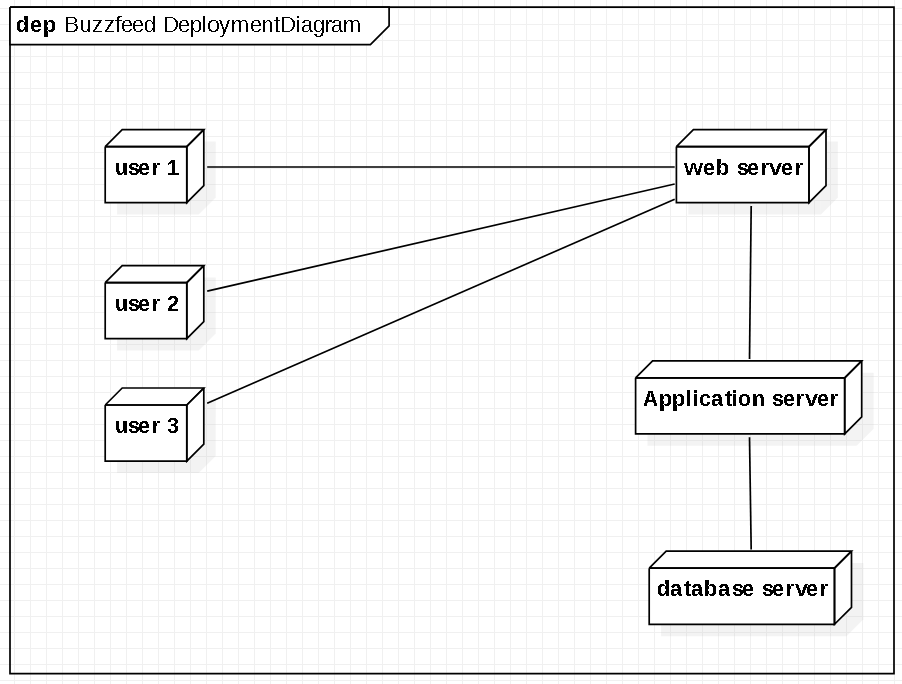 dep Buzzfeed DeploymentDiagram
user 1
web server
user 2
user 3
Application server
database server